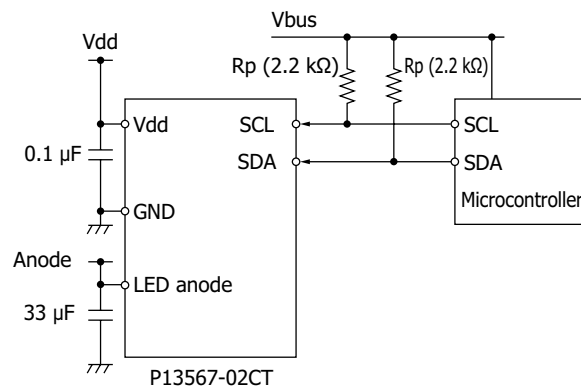 Vbus
Vdd
Rp (2.2 kΩ)
Rp (2.2 kΩ)
Vdd
SCL
SCL
0.1 µF
SDA
SDA
Microcontroller
GND
Anode
LED anode
33 µF
P13567-02CT